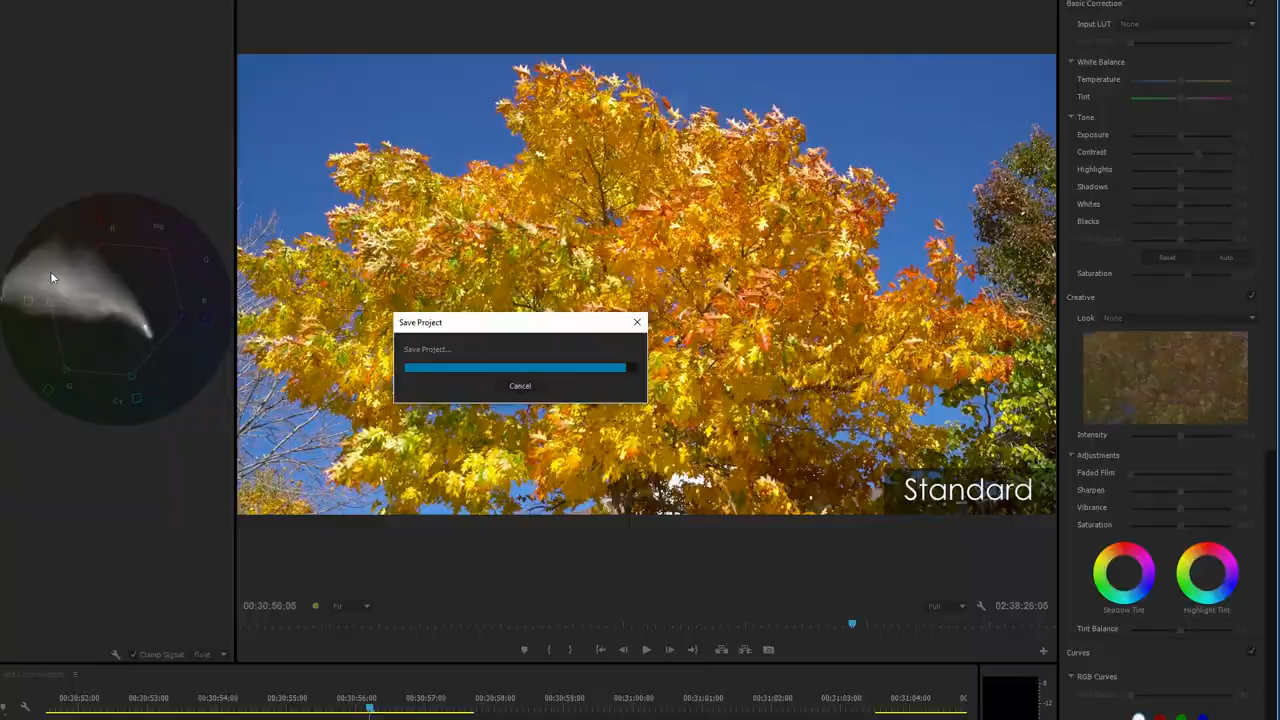 Basic Correction
Input LUT None
White Balance
Temperature
Tint
Tone
Exposure
Contrast
Highlights
Shadows
Whites
Blacks
Reset Auto
Saturation
Creative
Look None
Intensity
Adjustments
Faded Film
Sharpen
Vibrance
Saturation
Shadow Tint Highlight Tint
Tint Balance
Curves
RGB Curves
R Mg B G Cy
Save Project
Save Project...
Cancel
Standard
00:30:56:05 Fit Full 02:38:26:05
Clamp Signal float
00:30:52:00 00:30:53:00 00:30:54:00 00:30:55:00 00:30:56:00 00:30:57:00 00:30:58:00 00:30:59:00 00:31:00:00 00:31:01:00 00:31:02:00 00:31:03:00 00:31:04:00
0
-12